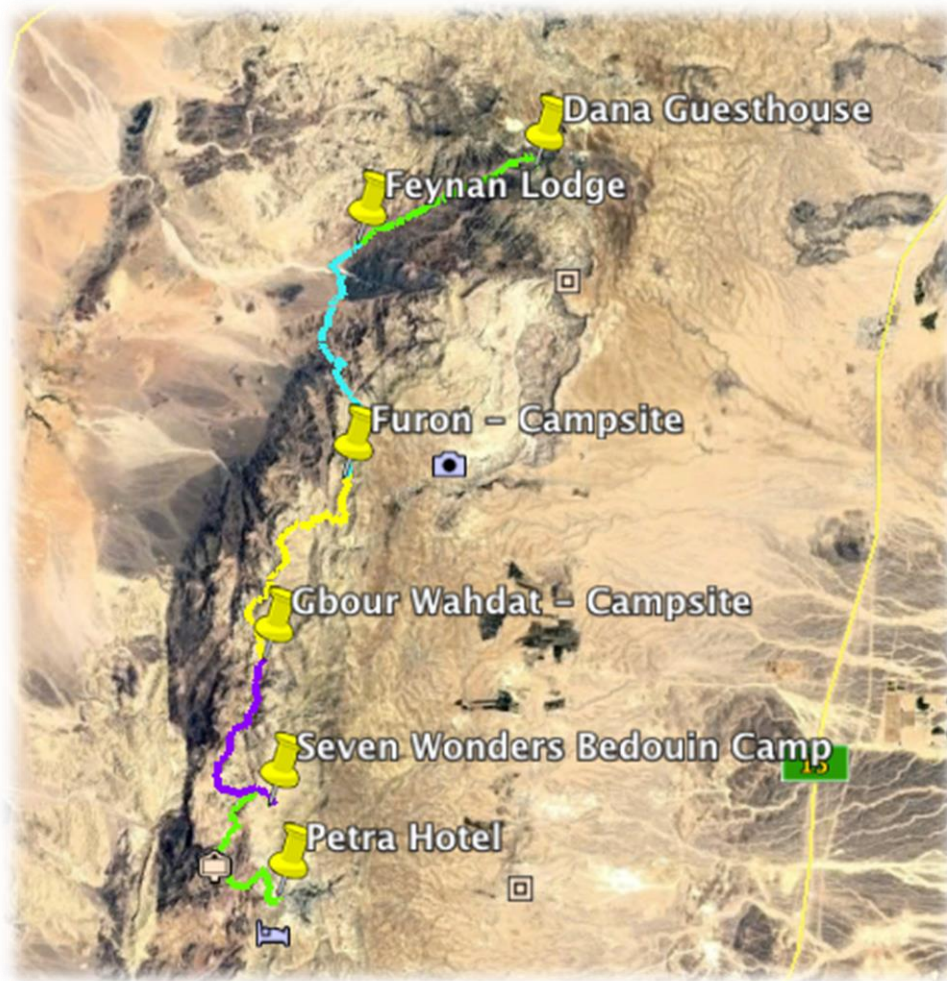 Dana Guesthouse
Feynan Lodge
Furon – Campsite
Gbour Wahdat – Campsite
Seven Wonders Bedouin Camp
15
Petra Hotel